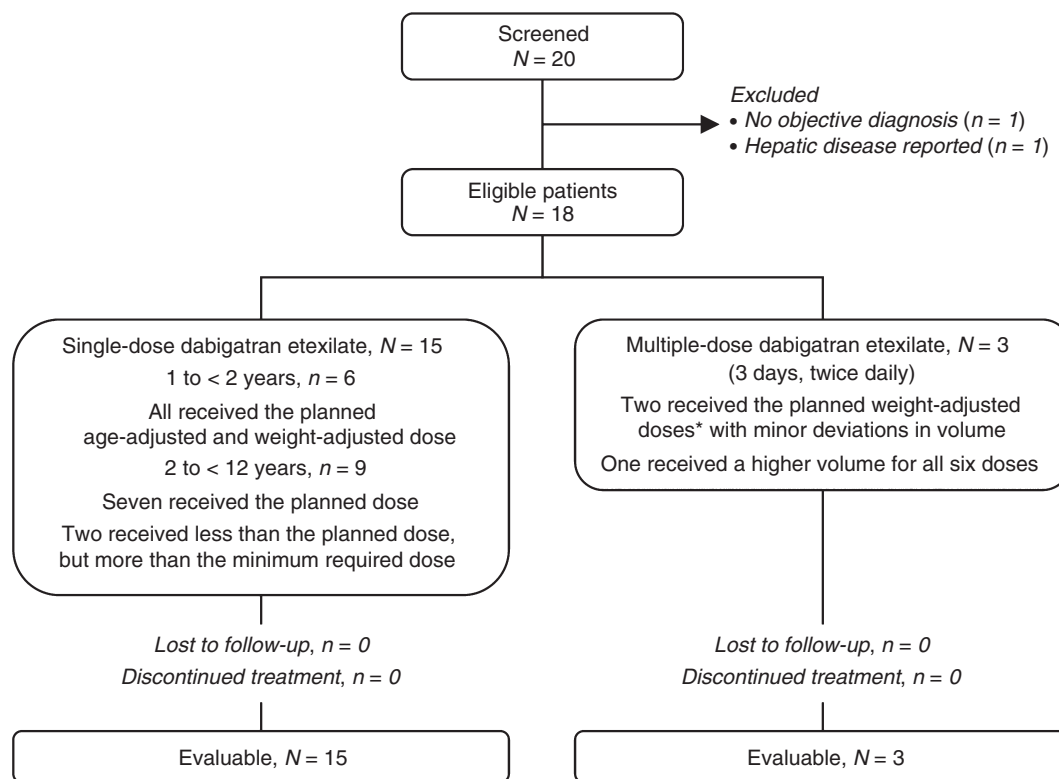 Screened
N = 20
Excluded
• No objective diagnosis (n = 1)
• Hepatic disease reported (n = 1)
Eligible patients
N = 18
Single-dose dabigatran etexilate, N = 15
1 to < 2 years, n = 6
All received the planned
age-adjusted and weight-adjusted dose
2 to < 12 years, n = 9
Seven received the planned dose
Two received less than the planned dose,
but more than the minimum required dose
Multiple-dose dabigatran etexilate, N = 3
(3 days, twice daily)
Two received the planned weight-adjusted
doses* with minor deviations in volume
One received a higher volume for all six doses
Lost to follow-up, n = 0
Discontinued treatment, n = 0
Lost to follow-up, n = 0
Discontinued treatment, n = 0
Evaluable, N = 15
Evaluable, N = 3